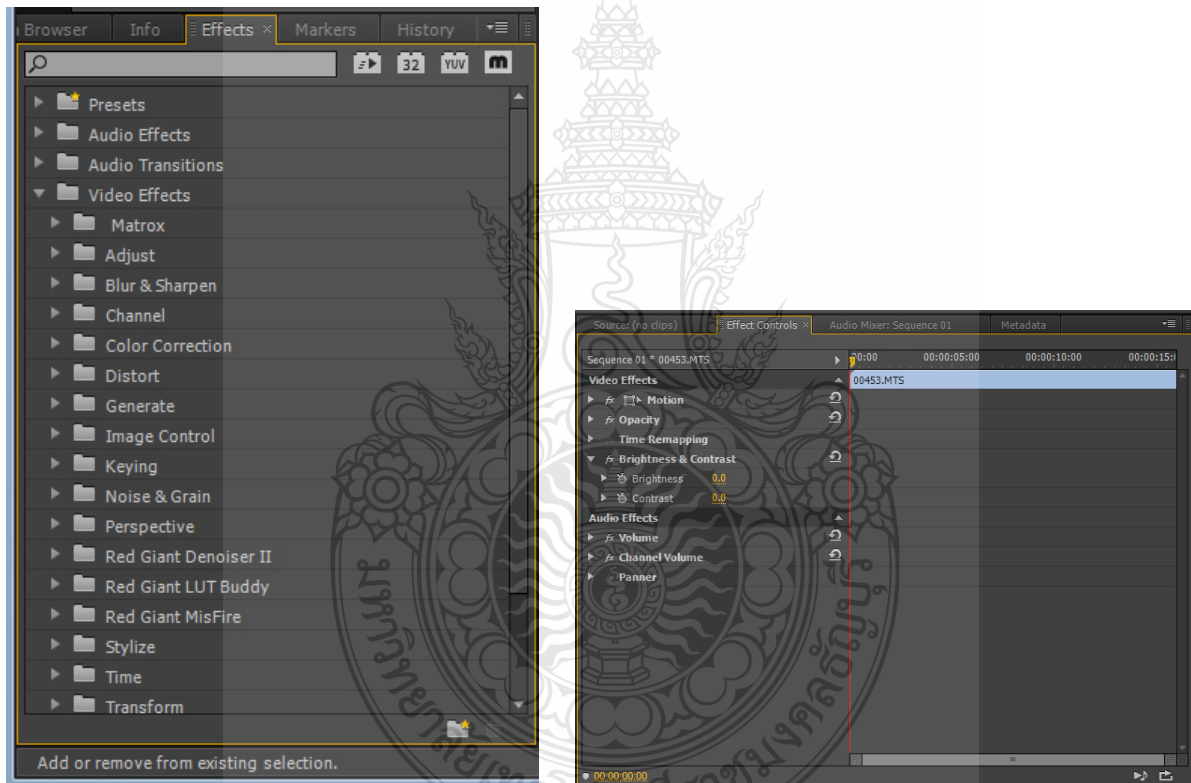 Browser Info Effects × Markers History
32 YUV m
Presets
Audio Effects
Audio Transitions
Video Effects
Matrox
Adjust
Blur & Sharpen
Channel
Color Correction
Distort
Generate
Image Control
Keying
Noise & Grain
Perspective
Red Giant Denoiser II
Red Giant LUT Buddy
Red Giant MisFire
Stylize
Time
Transform
Add or remove from existing selection.
Source: (no clips) Effect Controls × Audio Mixer: Sequence 01 Metadata
Sequence 01 * 00453.MTS 00:00 00:00:05:00 00:00:10:00 00:00:15:
Video Effects 00453.MTS
fx Motion
fx Opacity
Time Remapping
fx Brightness & Contrast
Brightness 0.0
Contrast 0.0
Audio Effects
fx Volume
fx Channel Volume
Panner
00:00:00:00